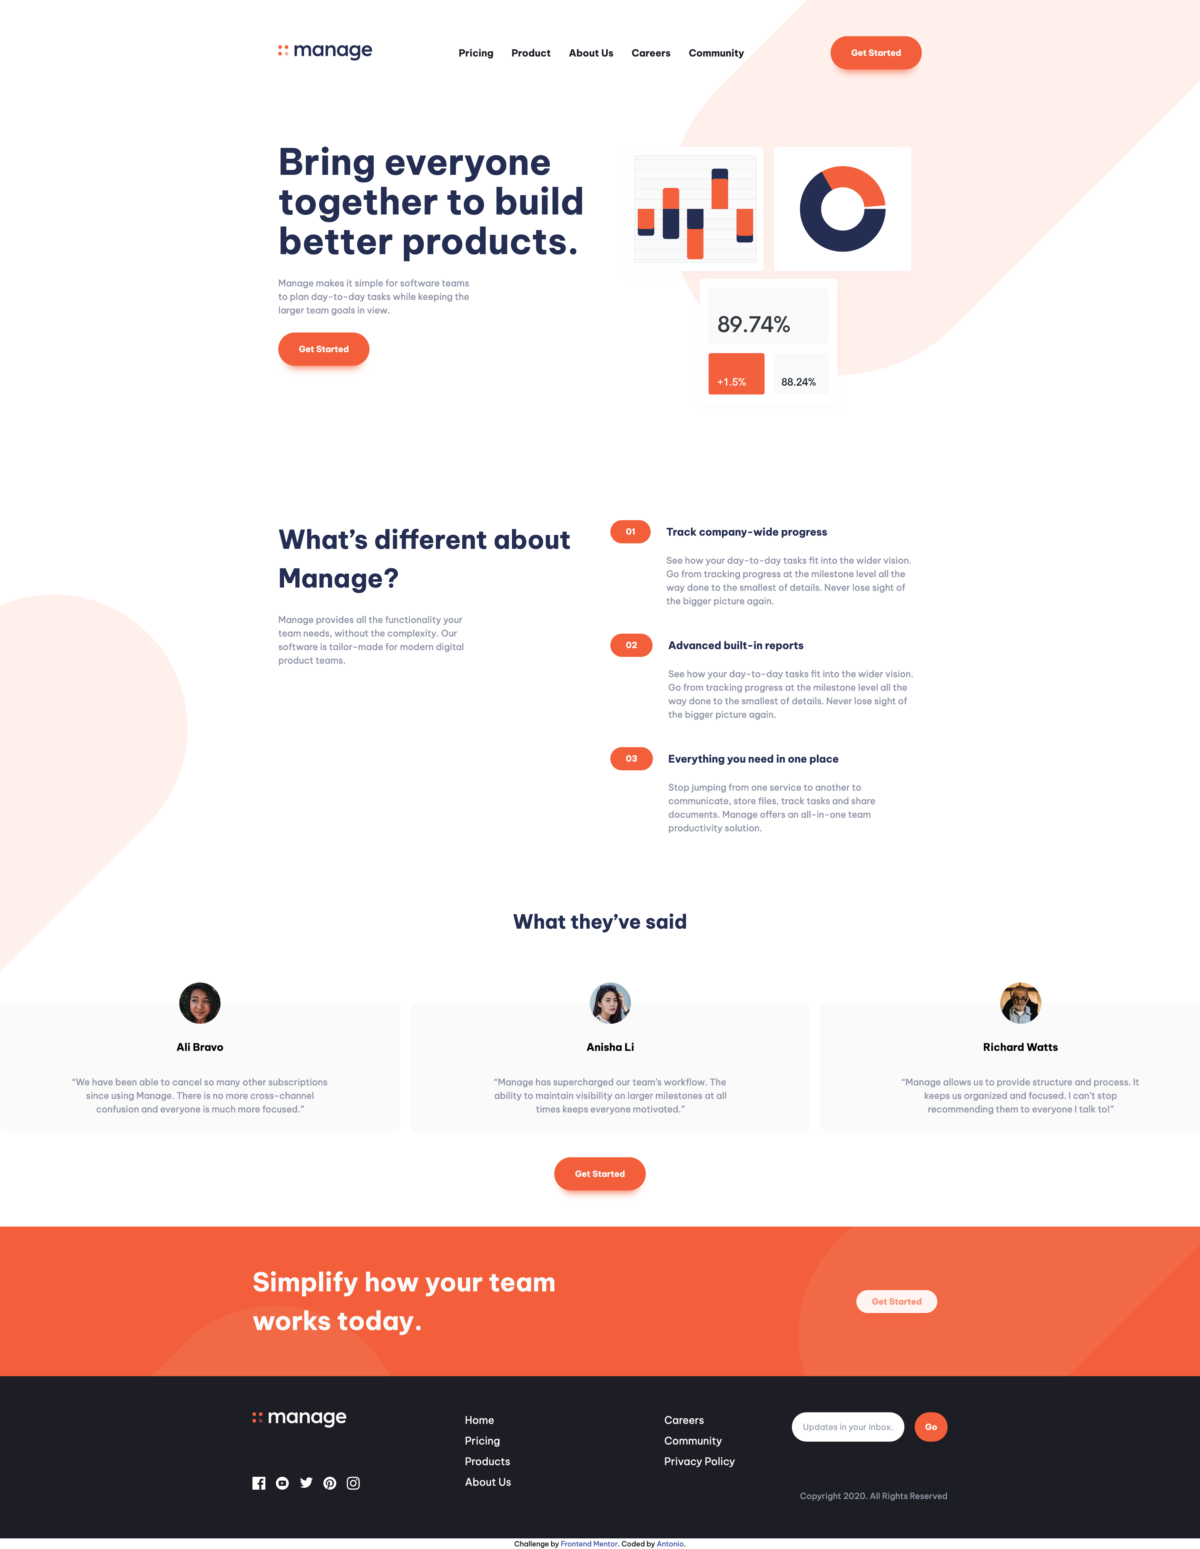 manage
Pricing Product About Us Careers Community
Get Started
Bring everyone
together to build
better products.
Manage makes it simple for software teams
to plan day-to-day tasks while keeping the
larger team goals in view.
Get Started
89.74%
+1.5%
88.24%
What’s different about
Manage?
Manage provides all the functionality your
team needs, without the complexity. Our
software is tailor-made for modern digital
product teams.
01 Track company-wide progress
See how your day-to-day tasks fit into the wider vision.
Go from tracking progress at the milestone level all the
way done to the smallest of details. Never lose sight of
the bigger picture again.
02 Advanced built-in reports
See how your day-to-day tasks fit into the wider vision.
Go from tracking progress at the milestone level all the
way done to the smallest of details. Never lose sight of
the bigger picture again.
03 Everything you need in one place
Stop jumping from one service to another to
communicate, store files, track tasks and share
documents. Manage offers an all-in-one team
productivity solution.
What they’ve said
Ali Bravo
“We have been able to cancel so many other subscriptions
since using Manage. There is no more cross-channel
confusion and everyone is much more focused.”
Anisha Li
“Manage has supercharged our team’s workflow. The
ability to maintain visibility on larger milestones at all
times keeps everyone motivated.”
Richard Watts
“Manage allows us to provide structure and process. It
keeps us organized and focused. I can’t stop
recommending them to everyone I talk to!”
Get Started
Simplify how your team
works today.
Get Started
manage
Home
Pricing
Products
About Us
Careers
Community
Privacy Policy
Updates in your inbox.
Go
Copyright 2020. All Rights Reserved
Challenge by Frontend Mentor. Coded by Antonio.